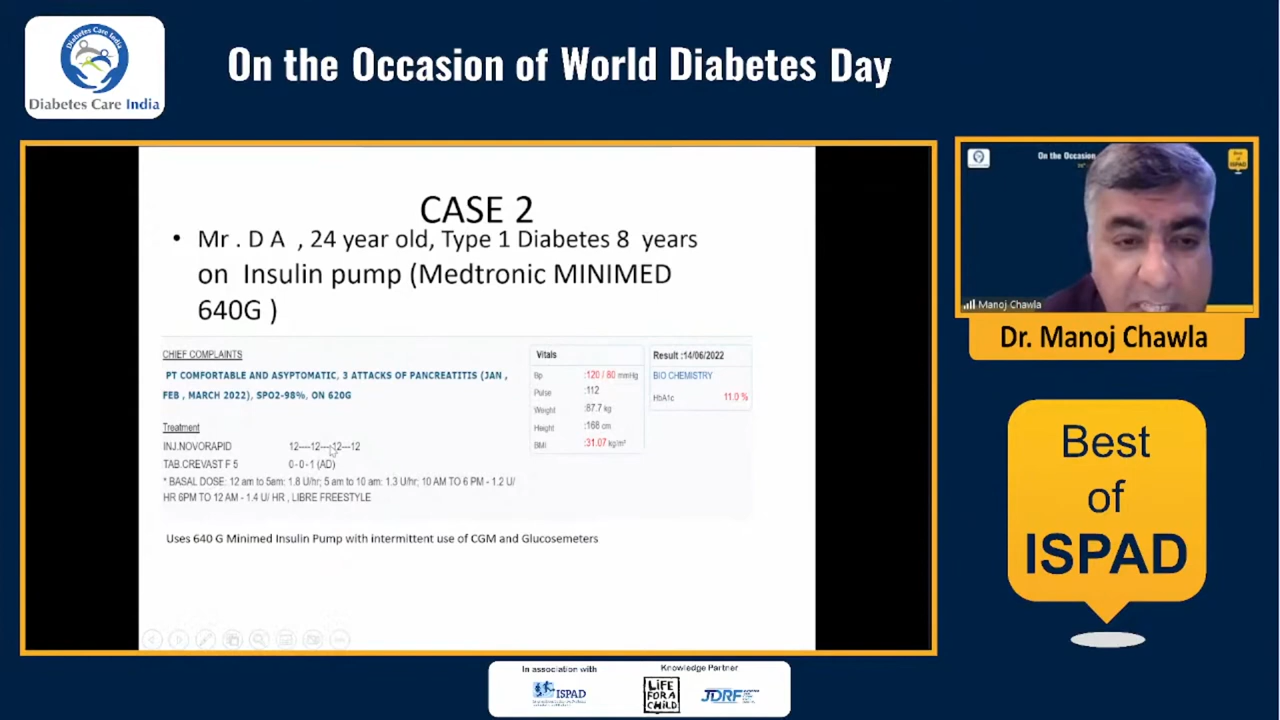 Diabetes Care India
Diabetes Care India
On the Occasion of World Diabetes Day
CASE 2
• Mr . D A , 24 year old, Type 1 Diabetes 8 years
on Insulin pump (Medtronic MINIMED
640G )
CHIEF COMPLAINTS
PT COMFORTABLE AND ASYPTOMATIC, 3 ATTACKS OF PANCREATITIS (JAN ,
FEB , MARCH 2022), SPO2-98%, ON 620G
Treatment
INJ.NOVORAPID 12----12---12---12
TAB.CREVAST F 5 0-0-1 (AD)
* BASAL DOSE: 12 am to 5am: 1.8 U/hr; 5 am to 10 am: 1.3 U/hr; 10 AM TO 6 PM - 1.2 U/
HR 6PM TO 12 AM - 1.4 U/ HR , LIBRE FREESTYLE
Vitals
Bp :120 / 80 mmHg
Pulse :112
Weight :87.7 kg
Height :168 cm
BMI :31.07 kg/m²
Result :14/06/2022
BIO CHEMISTRY
HbA1c 11.0 %
Uses 640 G Minimed Insulin Pump with intermittent use of CGM and Glucosemeters
On the Occasion
Best
of
ISPAD
Manoj Chawla
Dr. Manoj Chawla
Best
of
ISPAD
In association with
ISPAD
Knowledge Partner
LiFE
FOR A
CHILD
JDRF